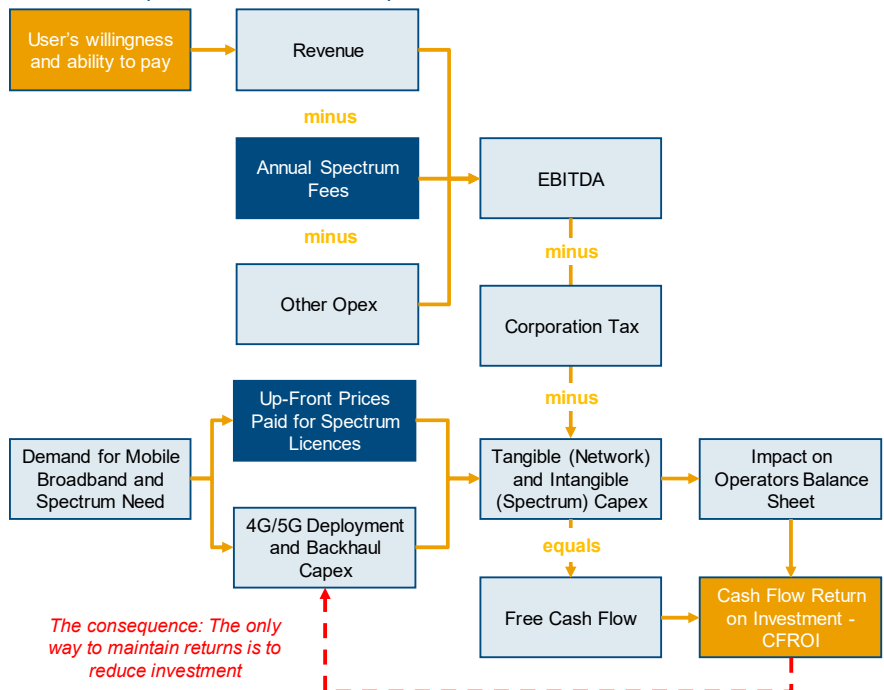 User's willingness
and ability to pay
Revenue
minus
Annual Spectrum
Fees
EBITDA
minus
minus
Other Opex
Corporation Tax
minus
Up-Front Prices
Paid for Spectrum
Licences
Demand for Mobile
Broadband and
Spectrum Need
Tangible (Network)
and Intangible
(Spectrum) Capex
Impact on
Operators Balance
Sheet
4G/5G Deployment
and Backhaul
Capex
equals
Free Cash Flow
Cash Flow Return
on Investment -
CFROI
The consequence: The only
way to maintain returns is to
reduce investment